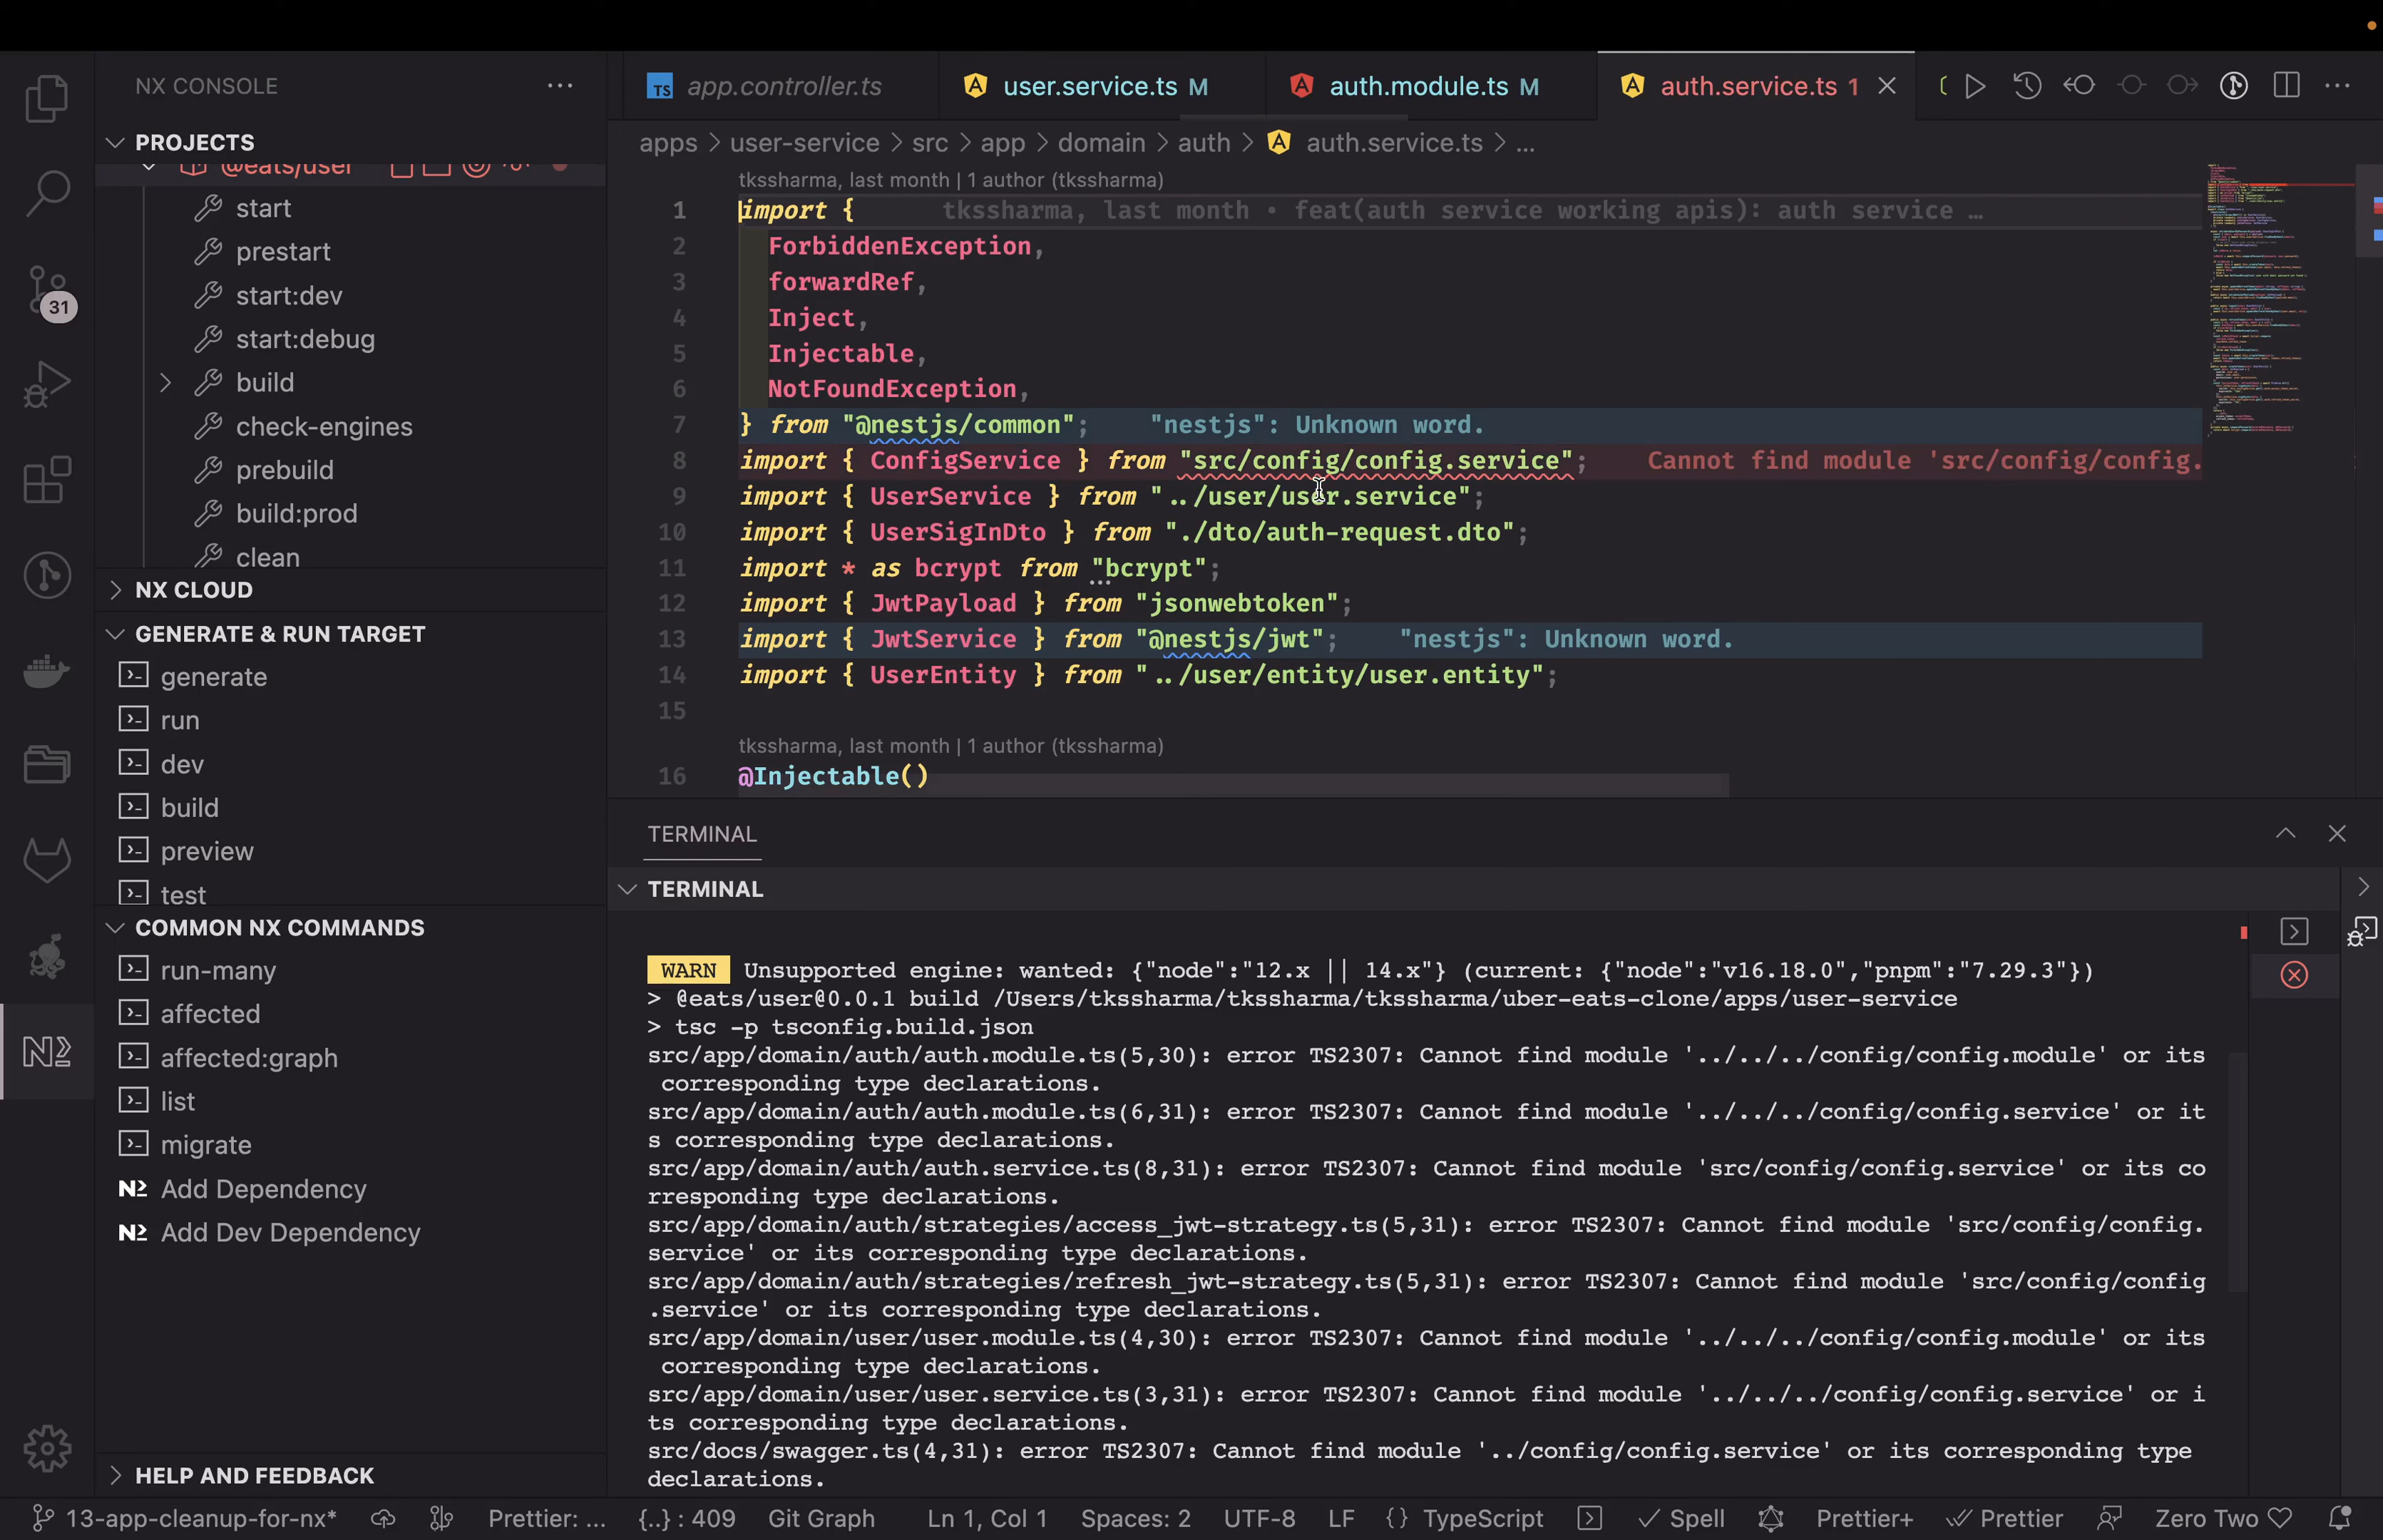 NX CONSOLE
PROJECTS
@eats/user
start
prestart
start:dev
start:debug
build
check-engines
prebuild
build:prod
clean
NX CLOUD
GENERATE & RUN TARGET
generate
run
dev
build
preview
test
COMMON NX COMMANDS
run-many
affected
affected:graph
list
migrate
Add Dependency
Add Dev Dependency
HELP AND FEEDBACK
31
TS app.controller.ts
user.service.ts M
auth.module.ts M
auth.service.ts 1
apps > user-service > src > app > domain > auth > auth.service.ts > ...
tkssharma, last month | 1 author (tkssharma)
1 import { tkssharma, last month • feat(auth service working apis): auth service …
2 ForbiddenException,
3 forwardRef,
4 Inject,
5 Injectable,
6 NotFoundException,
7 } from "@nestjs/common"; "nestjs": Unknown word.
8 import { ConfigService } from "src/config/config.service"; Cannot find module 'src/config/config.
9 import { UserService } from "../user/user.service";
10 import { UserSigInDto } from "./dto/auth-request.dto";
11 import * as bcrypt from "bcrypt";
12 import { JwtPayload } from "jsonwebtoken";
13 import { JwtService } from "@nestjs/jwt"; "nestjs": Unknown word.
14 import { UserEntity } from "../user/entity/user.entity";
15
tkssharma, last month | 1 author (tkssharma)
16 @Injectable()
TERMINAL
TERMINAL
WARN Unsupported engine: wanted: {"node":"12.x || 14.x"} (current: {"node":"v16.18.0","pnpm":"7.29.3"})
> @eats/user@0.0.1 build /Users/tkssharma/tkssharma/tkssharma/uber-eats-clone/apps/user-service
> tsc -p tsconfig.build.json
src/app/domain/auth/auth.module.ts(5,30): error TS2307: Cannot find module '../../../config/config.module' or its
corresponding type declarations.
src/app/domain/auth/auth.module.ts(6,31): error TS2307: Cannot find module '../../../config/config.service' or it
s corresponding type declarations.
src/app/domain/auth/auth.service.ts(8,31): error TS2307: Cannot find module 'src/config/config.service' or its co
rresponding type declarations.
src/app/domain/auth/strategies/access_jwt-strategy.ts(5,31): error TS2307: Cannot find module 'src/config/config.
service' or its corresponding type declarations.
src/app/domain/auth/strategies/refresh_jwt-strategy.ts(5,31): error TS2307: Cannot find module 'src/config/config
.service' or its corresponding type declarations.
src/app/domain/user/user.module.ts(4,30): error TS2307: Cannot find module '../../../config/config.module' or its
corresponding type declarations.
src/app/domain/user/user.service.ts(3,31): error TS2307: Cannot find module '../../../config/config.service' or i
ts corresponding type declarations.
src/docs/swagger.ts(4,31): error TS2307: Cannot find module '../config/config.service' or its corresponding type
declarations.
13-app-cleanup-for-nx* Prettier: ... {..} : 409 Git Graph Ln 1, Col 1 Spaces: 2 UTF-8 LF {} TypeScript Spell Prettier+ Prettier Zero Two